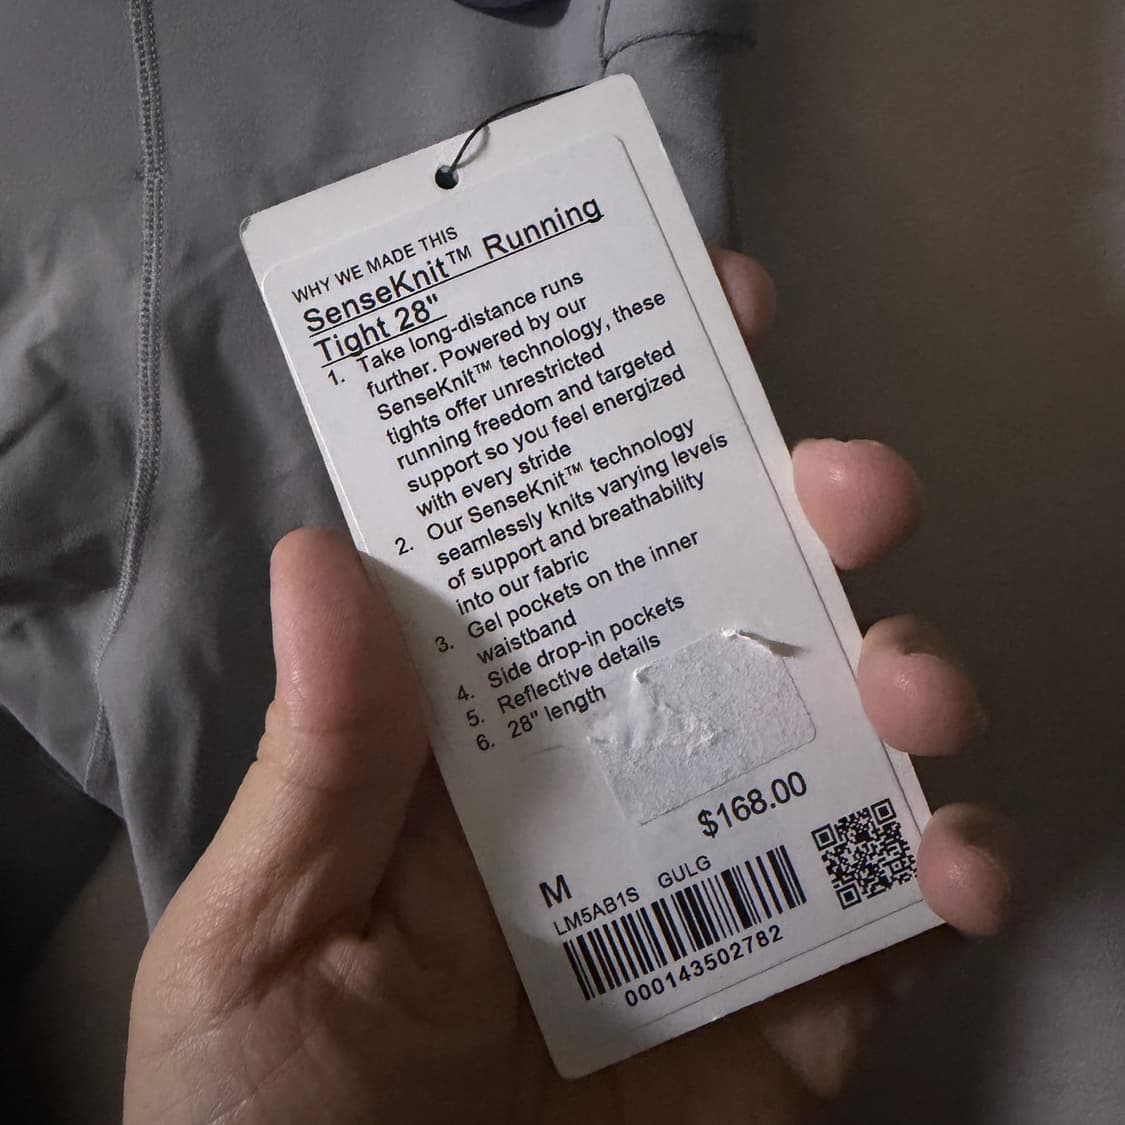 WHY WE MADE THIS
SenseKnit™ Running
Tight 28"
1. Take long-distance runs
further. Powered by our
SenseKnit™ technology, these
tights offer unrestricted
running freedom and targeted
support so you feel energized
with every stride
2. Our SenseKnit™ technology
seamlessly knits varying levels
of support and breathability
into our fabric
3. Gel pockets on the inner
waistband
4. Side drop-in pockets
5. Reflective details
6. 28" length
$168.00
M
LM5AB1S GULG
000143502782